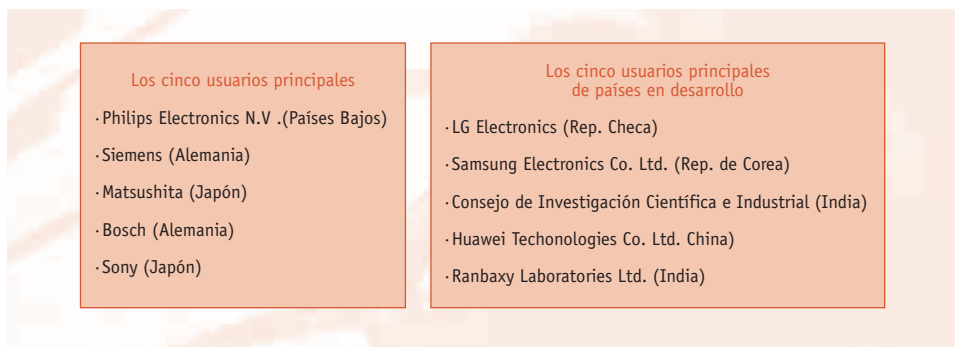 Los cinco usuarios principales
·Philips Electronics N.V .(Países Bajos)
·Siemens (Alemania)
·Matsushita (Japón)
·Bosch (Alemania)
·Sony (Japón)
Los cinco usuarios principales
de países en desarrollo
·LG Electronics (Rep. Checa)
·Samsung Electronics Co. Ltd. (Rep. de Corea)
·Consejo de Investigación Científica e Industrial (India)
·Huawei Techonologies Co. Ltd. China)
·Ranbaxy Laboratories Ltd. (India)